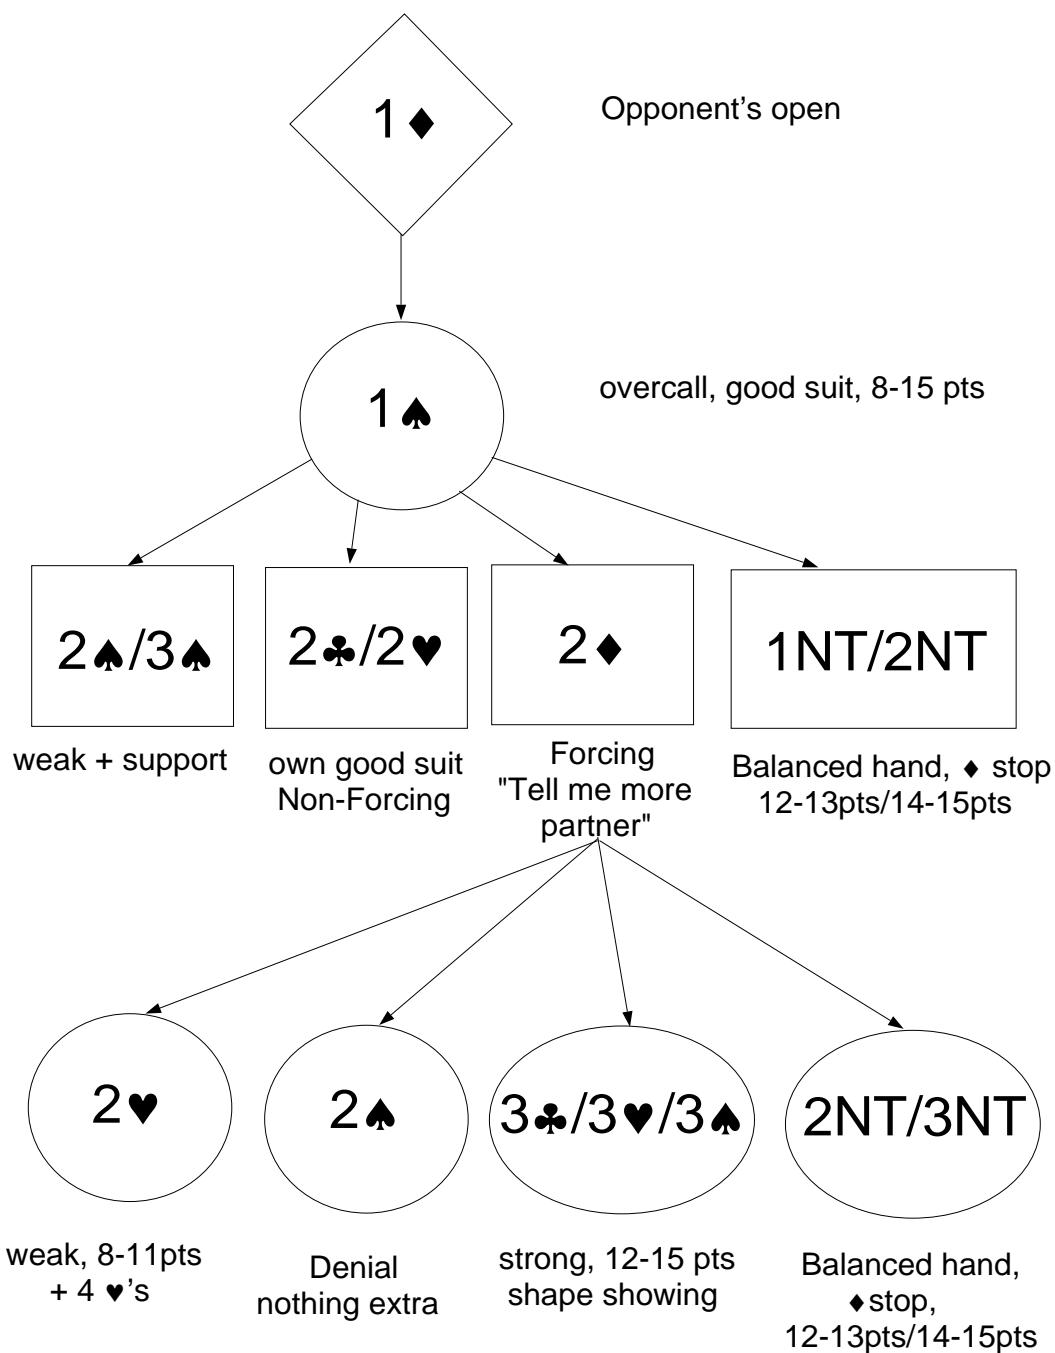 1♦
Opponent's open
1♠
overcall, good suit, 8-15 pts
2♠/3♠
2♣/2♥
2♦
1NT/2NT
weak + support
own good suit
Non-Forcing
Forcing
"Tell me more
partner"
Balanced hand, ♦ stop
12-13pts/14-15pts
2♥
2♠
3♣/3♥/3♠
2NT/3NT
weak, 8-11pts
+ 4 ♥'s
Denial
nothing extra
strong, 12-15 pts
shape showing
Balanced hand,
♦stop,
12-13pts/14-15pts